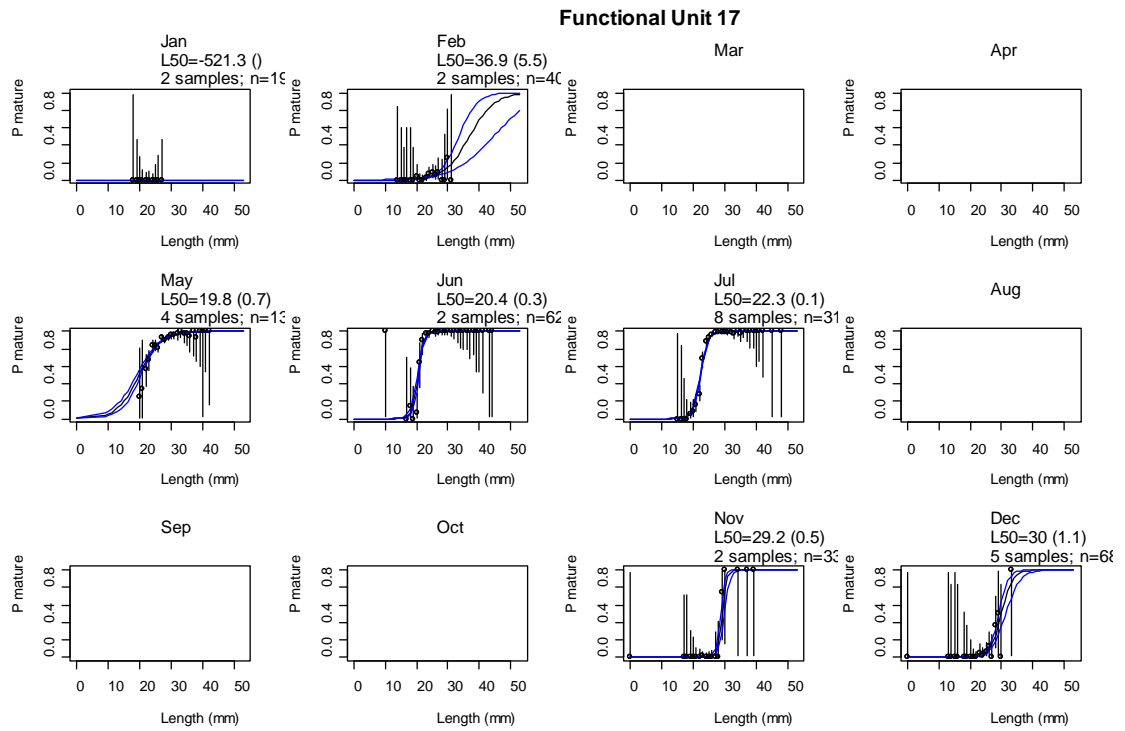 Functional Unit 17
Jan
L50=-521.3 ()
2 samples; n=19
P mature
0.0 0.4 0.8
0 10 20 30 40 50
Length (mm)
Feb
L50=36.9 (5.5)
2 samples; n=40
P mature
0.0 0.4 0.8
0 10 20 30 40 50
Length (mm)
Mar
P mature
0.0 0.4 0.8
0 10 20 30 40 50
Length (mm)
Apr
P mature
0.0 0.4 0.8
0 10 20 30 40 50
Length (mm)
May
L50=19.8 (0.7)
4 samples; n=13
P mature
0.0 0.4 0.8
0 10 20 30 40 50
Length (mm)
Jun
L50=20.4 (0.3)
2 samples; n=62
P mature
0.0 0.4 0.8
0 10 20 30 40 50
Length (mm)
Jul
L50=22.3 (0.1)
8 samples; n=31
P mature
0.0 0.4 0.8
0 10 20 30 40 50
Length (mm)
Aug
P mature
0.0 0.4 0.8
0 10 20 30 40 50
Length (mm)
Sep
P mature
0.0 0.4 0.8
0 10 20 30 40 50
Length (mm)
Oct
P mature
0.0 0.4 0.8
0 10 20 30 40 50
Length (mm)
Nov
L50=29.2 (0.5)
2 samples; n=33
P mature
0.0 0.4 0.8
0 10 20 30 40 50
Length (mm)
Dec
L50=30 (1.1)
5 samples; n=68
P mature
0.0 0.4 0.8
0 10 20 30 40 50
Length (mm)